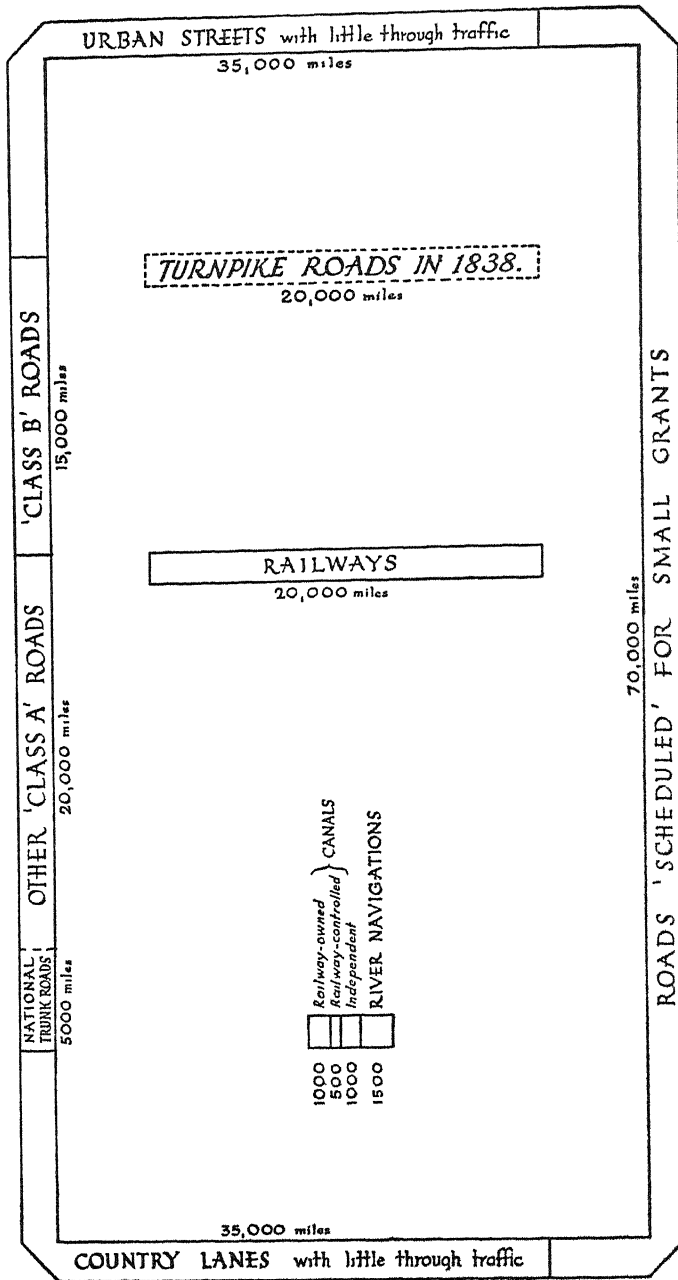 URBAN STREETS with little through traffic
35,000 miles
TURNPIKE ROADS IN 1838.
20,000 miles
'CLASS B' ROADS
15,000 miles
RAILWAYS
20,000 miles
OTHER 'CLASS A' ROADS
20,000 miles
NATIONAL
TRUNK ROADS
5000 miles
ROADS 'SCHEDULED' FOR SMALL GRANTS
70,000 miles
Railway-owned
Railway-controlled
Independent
CANALS
RIVER NAVIGATIONS
1000
500
1000
1500
35,000 miles
COUNTRY LANES with little through traffic